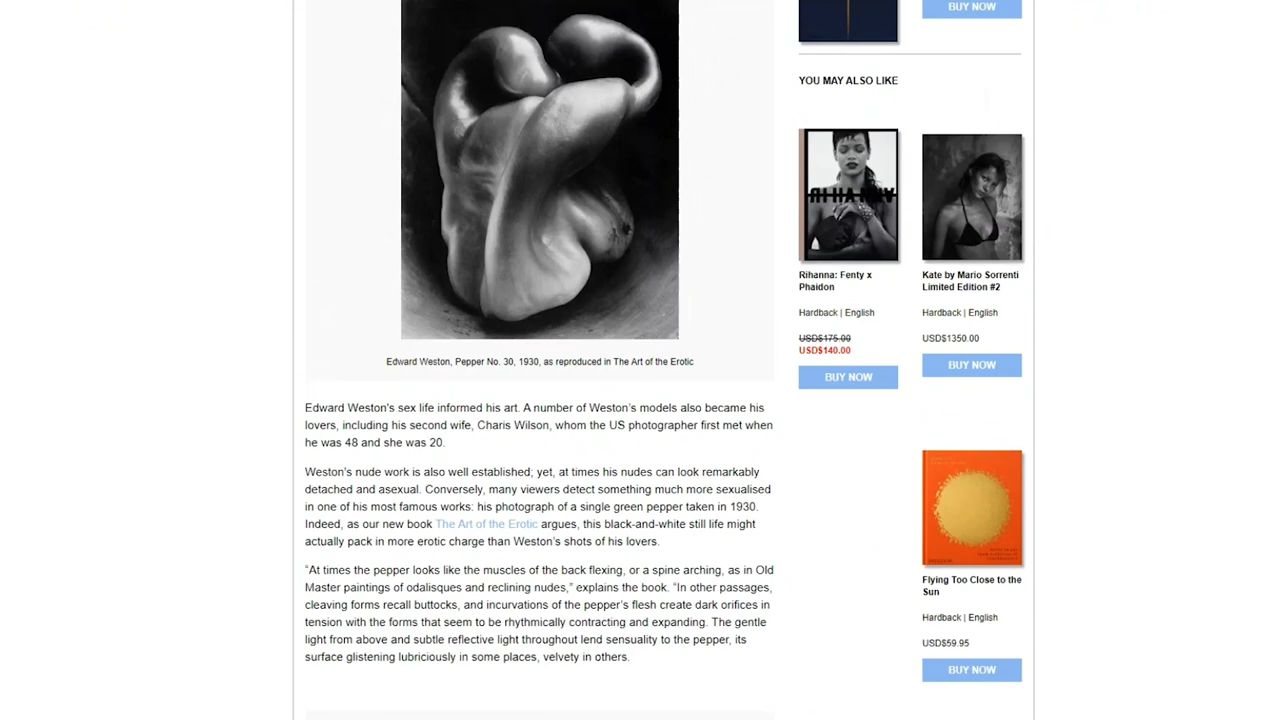 BUY NOW
YOU MAY ALSO LIKE
Rihanna: Fenty x
Phaidon
Hardback | English
USD$175.00
USD$140.00
BUY NOW
Kate by Mario Sorrenti
Limited Edition #2
Hardback | English
USD$1350.00
BUY NOW
Flying Too Close to the
Sun
Hardback | English
USD$59.95
BUY NOW
Edward Weston, Pepper No. 30, 1930, as reproduced in The Art of the Erotic
Edward Weston's sex life informed his art. A number of Weston's models also became his
lovers, including his second wife, Charis Wilson, whom the US photographer first met when
he was 48 and she was 20.
Weston's nude work is also well established; yet, at times his nudes can look remarkably
detached and asexual. Conversely, many viewers detect something much more sexualised
in one of his most famous works: his photograph of a single green pepper taken in 1930.
Indeed, as our new book The Art of the Erotic argues, this black-and-white still life might
actually pack in more erotic charge than Weston's shots of his lovers.
“At times the pepper looks like the muscles of the back flexing, or a spine arching, as in Old
Master paintings of odalisques and reclining nudes,” explains the book. “In other passages,
cleaving forms recall buttocks, and incurvations of the pepper's flesh create dark orifices in
tension with the forms that seem to be rhythmically contracting and expanding. The gentle
light from above and subtle reflective light throughout lend sensuality to the pepper, its
surface glistening lubriciously in some places, velvety in others.